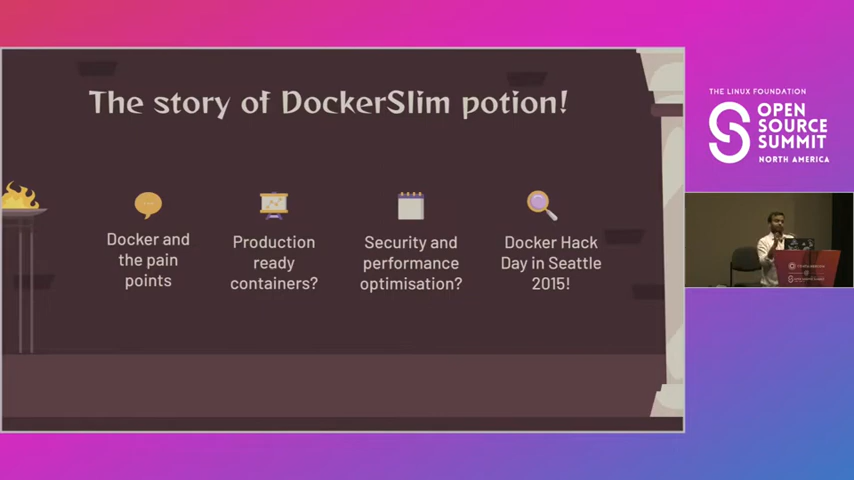 The story of DockerSlim potion!
Docker and
the pain
points
Production
ready
containers?
Security and
performance
optimisation?
Docker Hack
Day in Seattle
2015!
THE LINUX FOUNDATION
OPEN
SOURCE
SUMMIT
NORTH AMERICA